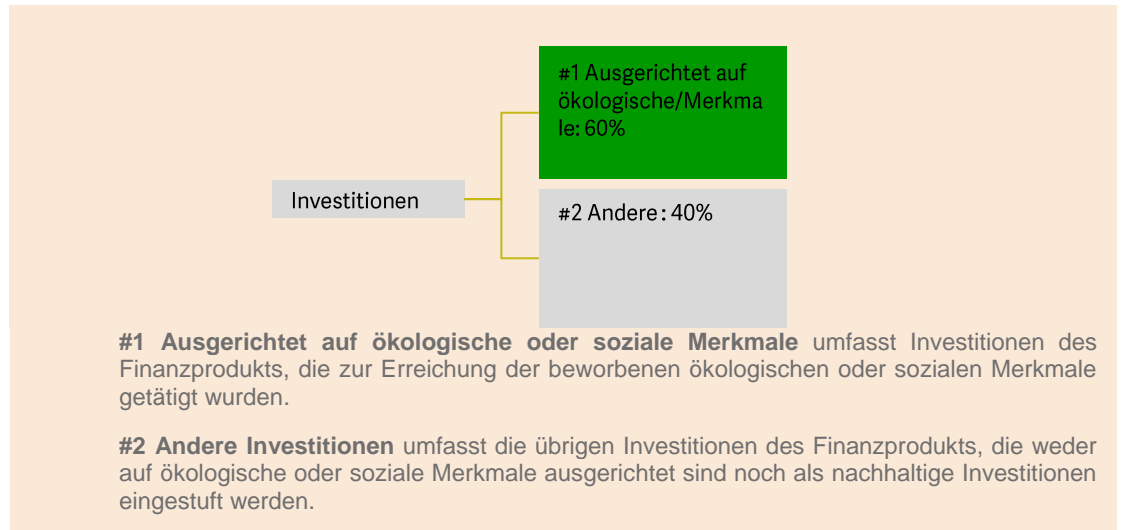 #1 Ausgerichtet auf
ökologische/Merkma
le: 60%
Investitionen
#2 Andere: 40%
#1 Ausgerichtet auf ökologische oder soziale Merkmale umfasst Investitionen des
Finanzprodukts, die zur Erreichung der beworbenen ökologischen oder sozialen Merkmale
getätigt wurden.
#2 Andere Investitionen umfasst die übrigen Investitionen des Finanzprodukts, die weder
auf ökologische oder soziale Merkmale ausgerichtet sind noch als nachhaltige Investitionen
eingestuft werden.